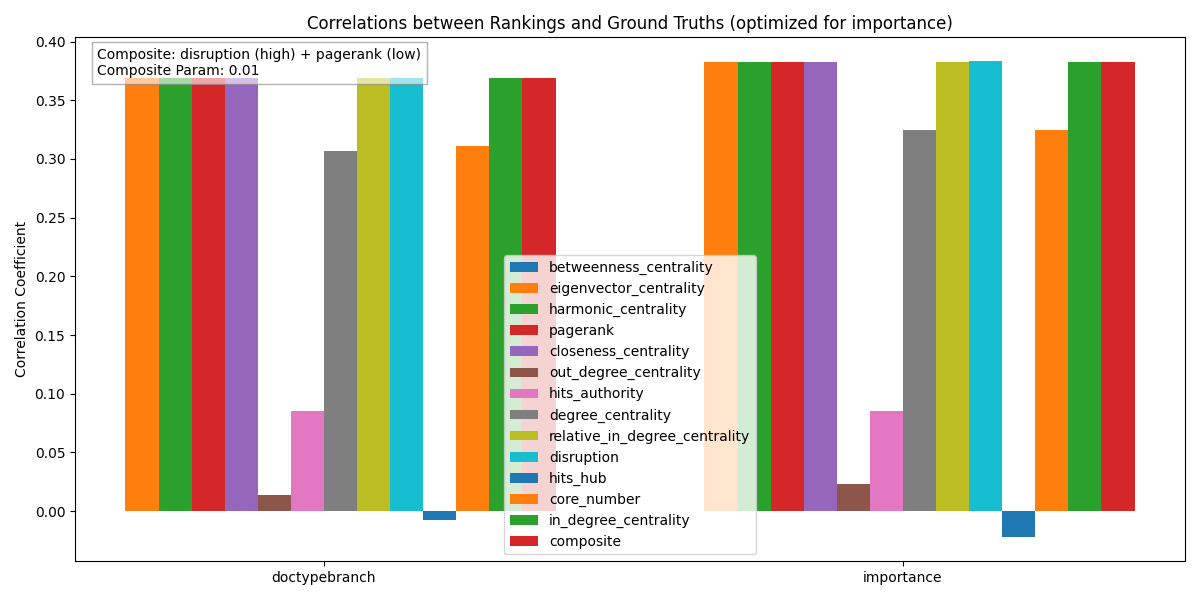 Correlations between Rankings and Ground Truths (optimized for importance)
Composite: disruption (high) + pagerank (low)
Composite Param: 0.01
Correlation Coefficient
0.40
0.35
0.30
0.25
0.20
0.15
0.10
0.05
0.00
betweenness_centrality
eigenvector_centrality
harmonic_centrality
pagerank
closeness_centrality
out_degree_centrality
hits_authority
degree_centrality
relative_in_degree_centrality
disruption
hits_hub
core_number
in_degree_centrality
composite
doctypebranch
importance